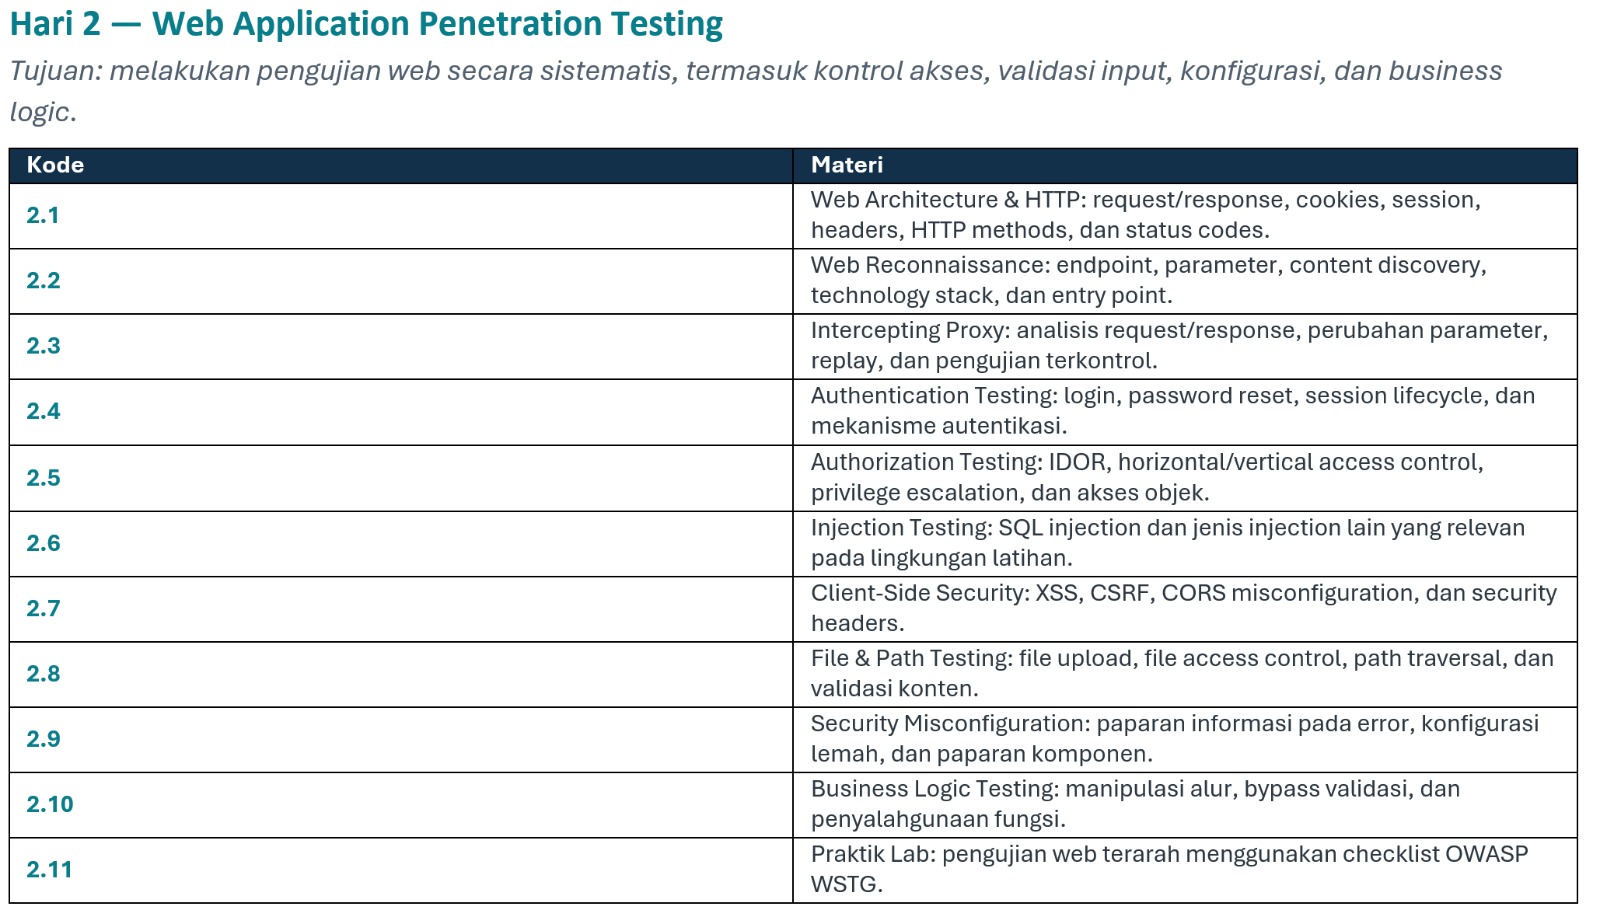 Hari 2 — Web Application Penetration Testing
Tujuan: melakukan pengujian web secara sistematis, termasuk kontrol akses, validasi input, konfigurasi, dan business
logic.
Kode
Materi
2.1
Web Architecture & HTTP: request/response, cookies, session,
headers, HTTP methods, dan status codes.
2.2
Web Reconnaissance: endpoint, parameter, content discovery,
technology stack, dan entry point.
2.3
Intercepting Proxy: analisis request/response, perubahan parameter,
replay, dan pengujian terkontrol.
2.4
Authentication Testing: login, password reset, session lifecycle, dan
mekanisme autentikasi.
2.5
Authorization Testing: IDOR, horizontal/vertical access control,
privilege escalation, dan akses objek.
2.6
Injection Testing: SQL injection dan jenis injection lain yang relevan
pada lingkungan latihan.
2.7
Client-Side Security: XSS, CSRF, CORS misconfiguration, dan security
headers.
2.8
File & Path Testing: file upload, file access control, path traversal, dan
validasi konten.
2.9
Security Misconfiguration: paparan informasi pada error, konfigurasi
lemah, dan paparan komponen.
2.10
Business Logic Testing: manipulasi alur, bypass validasi, dan
penyalahgunaan fungsi.
2.11
Praktik Lab: pengujian web terarah menggunakan checklist OWASP
WSTG.